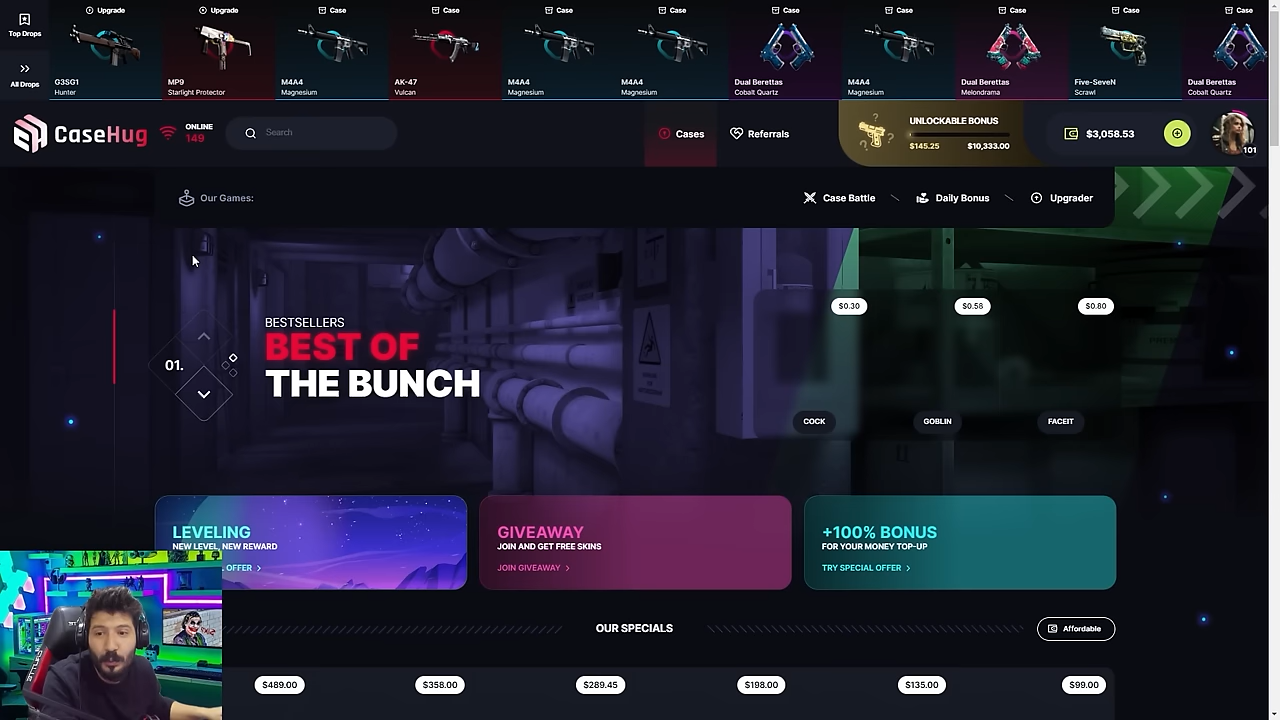 Top Drops
All Drops
Upgrade
G3SG1
Hunter
Upgrade
MP9
Starlight Protector
Case
M4A4
Magnesium
Case
AK-47
Vulcan
Case
M4A4
Magnesium
Case
M4A4
Magnesium
Case
Dual Berettas
Cobalt Quartz
Case
M4A4
Magnesium
Case
Dual Berettas
Melondrama
Case
Five-SeveN
Scrawl
Case
Dual Berettas
Cobalt Quartz
CaseHug
ONLINE
149
Search
Cases
Referrals
UNLOCKABLE BONUS
$145.25
$10,333.00
$3,058.53
101
Our Games:
Case Battle
Daily Bonus
Upgrader
01.
BESTSELLERS
BEST OF
THE BUNCH
$0.30
$0.58
$0.80
COCK
GOBLIN
FACEIT
LEVELING
NEW LEVEL, NEW REWARD
OFFER
GIVEAWAY
JOIN AND GET FREE SKINS
JOIN GIVEAWAY
+100% BONUS
FOR YOUR MONEY TOP-UP
TRY SPECIAL OFFER
OUR SPECIALS
Affordable
$489.00
$358.00
$289.45
$198.00
$135.00
$99.00